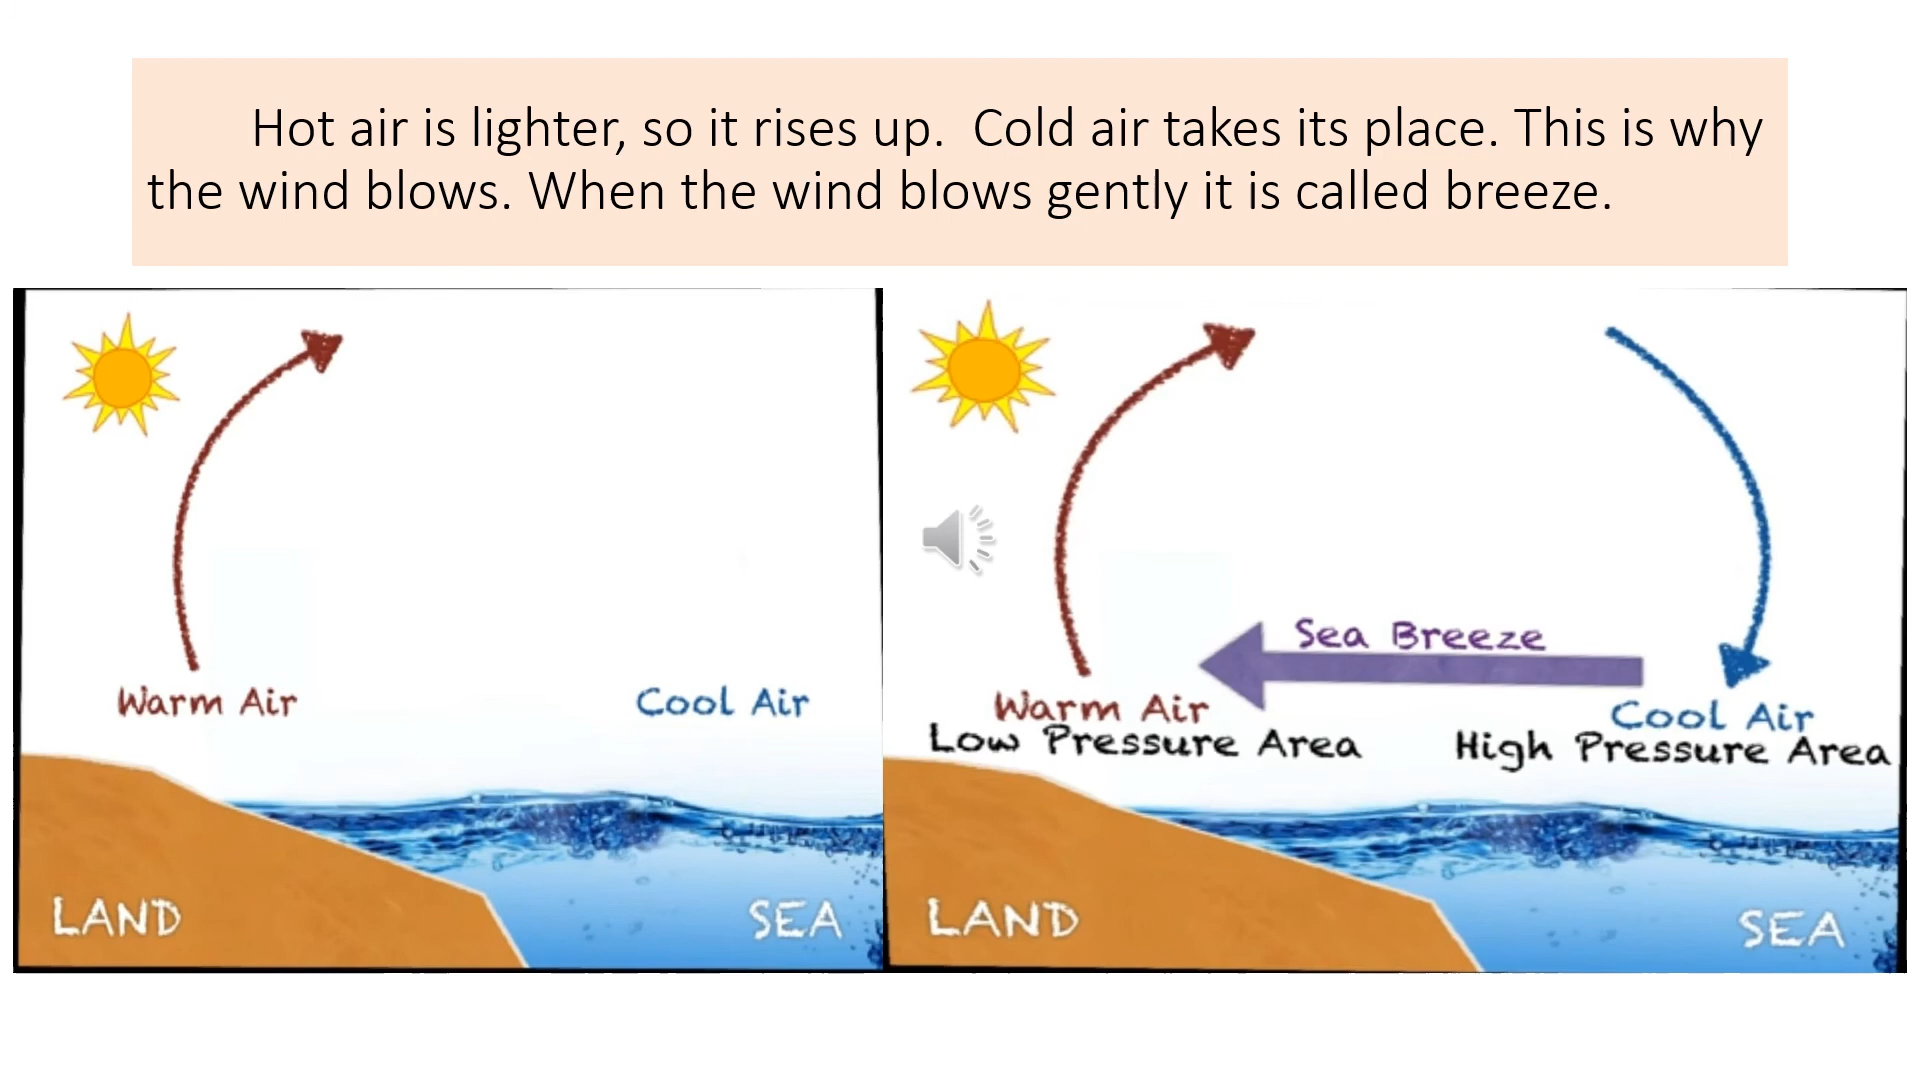 Hot air is lighter, so it rises up.  Cold air takes its place. This is why
the wind blows. When the wind blows gently it is called breeze.
Warm Air
Cool Air
LAND
SEA
Sea Breeze
Warm Air
Low Pressure Area
Cool Air
High Pressure Area
LAND
SEA